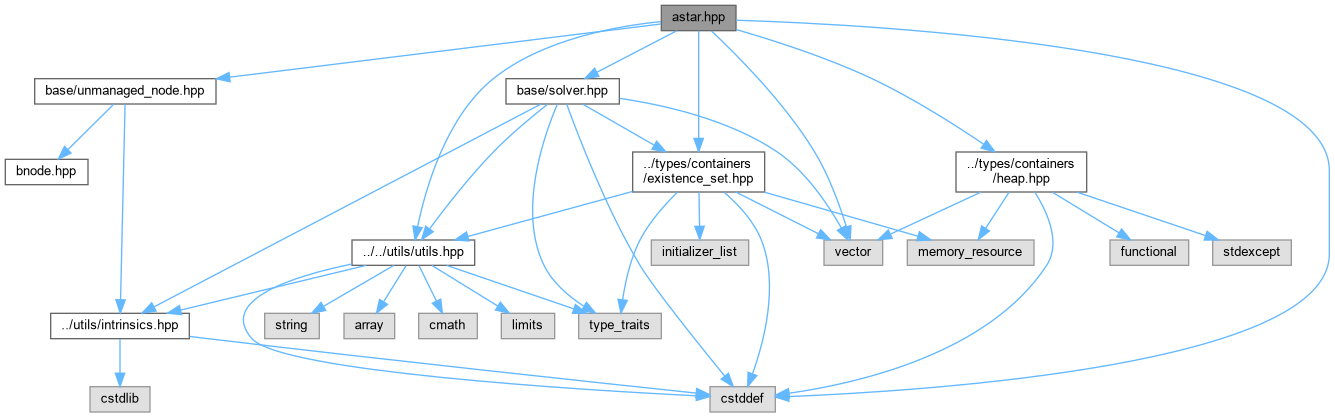 astar.hpp
base/unmanaged_node.hpp
base/solver.hpp
bnode.hpp
../types/containers
/existence_set.hpp
../types/containers
/heap.hpp
../../utils/utils.hpp
initializer_list
vector
memory_resource
functional
stdexcept
../utils/intrinsics.hpp
string
array
cmath
limits
type_traits
cstdlib
cstddef